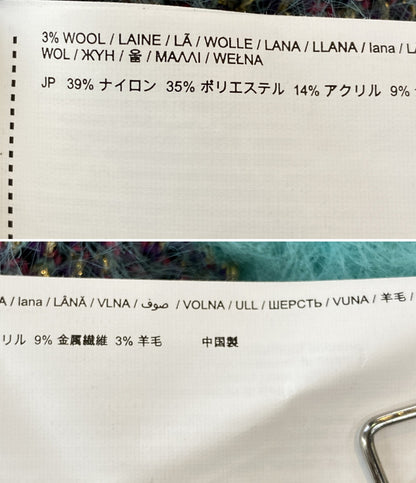 3% WOOL / LAINE / LÃ / WOLLE / LANA / LLANA / lana / L
WOL / ЖҮН / 울 / ΜΑΛΛΙ / WEŁNA
JP 39% ナイロン 35% ポリエステル 14% アクリル 9%
A / lana / LÂNĂ / VLNA / صوف / VOLNA / ULL / ШЕРСТЬ / VUNA / 羊毛 /
リル 9% 金属繊維 3% 羊毛 中国製